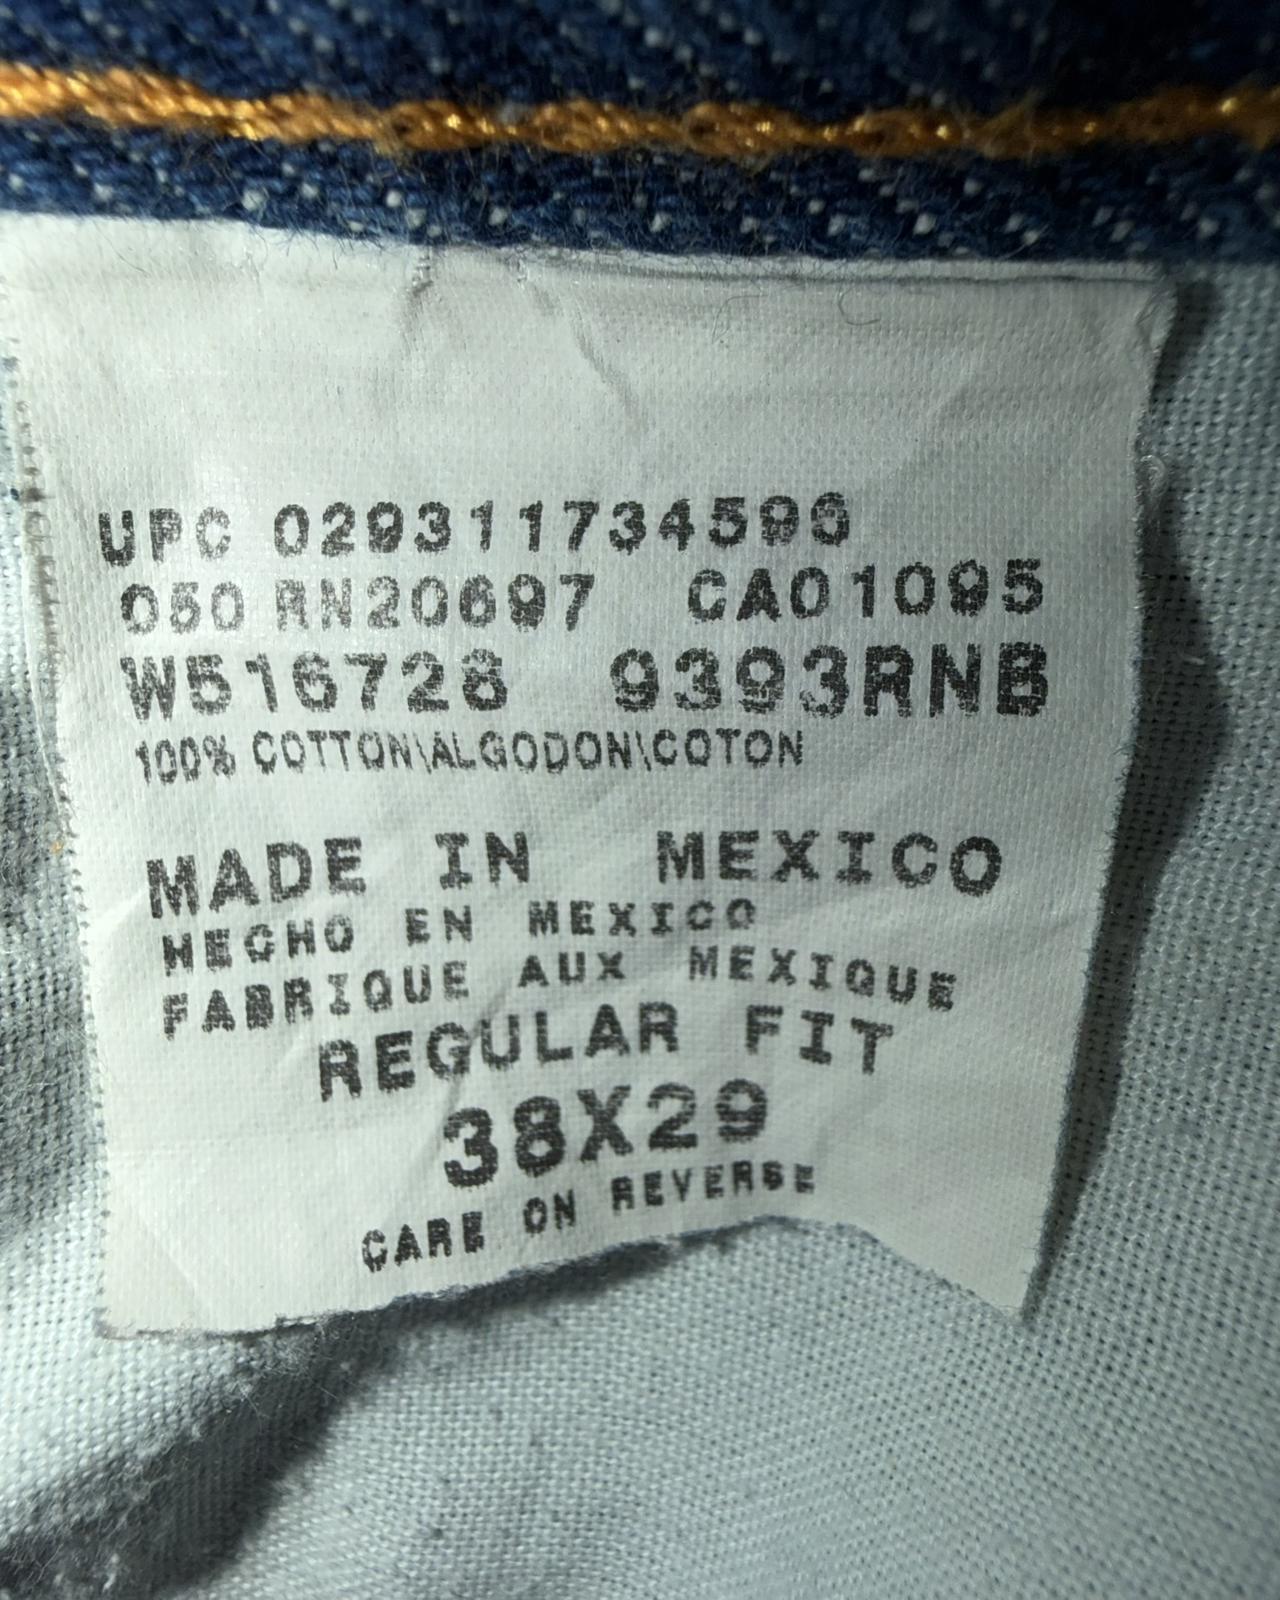 UPC 029311734596
050 RN20697 CA01095
W516728 9393RNB
100% COTTON\ALGODON\COTON
MADE IN MEXICO
HECHO EN MEXICO
FABRIQUE AUX MEXIQUE
REGULAR FIT
38X29
CARE ON REVERSE